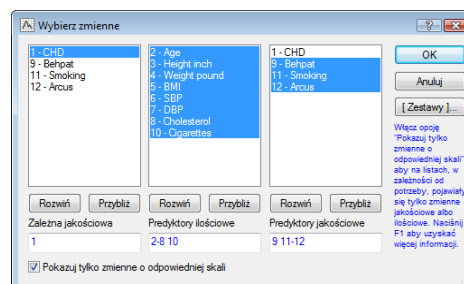 Wybierz zmienne
1 - CHD
9 - Behpat
11 - Smoking
12 - Arcus
2 - Age
3 - Height inch
4 - Weight pound
5 - BMI
6 - SBP
7 - DBP
8 - Cholesterol
10 - Cigarettes
1 - CHD
9 - Behpat
11 - Smoking
12 - Arcus
OK
Anuluj
[ Zestawy ]...
Włącz opcję
"Pokazuj tylko
zmienne o
odpowiedniej skali"
aby na listach, w
zależności od
potrzeby, pojawiały
się tylko zmienne
jakościowe albo
ilościowe. Naciśnij
F1 aby uzyskać
więcej informacji.
Rozwiń Przybliż Rozwiń Przybliż Rozwiń Przybliż
Zależna jakościowa Predyktory ilościowe Predyktory jakościowe
1 2-8 10 9 11-12
Pokazuj tylko zmienne o odpowiedniej skali